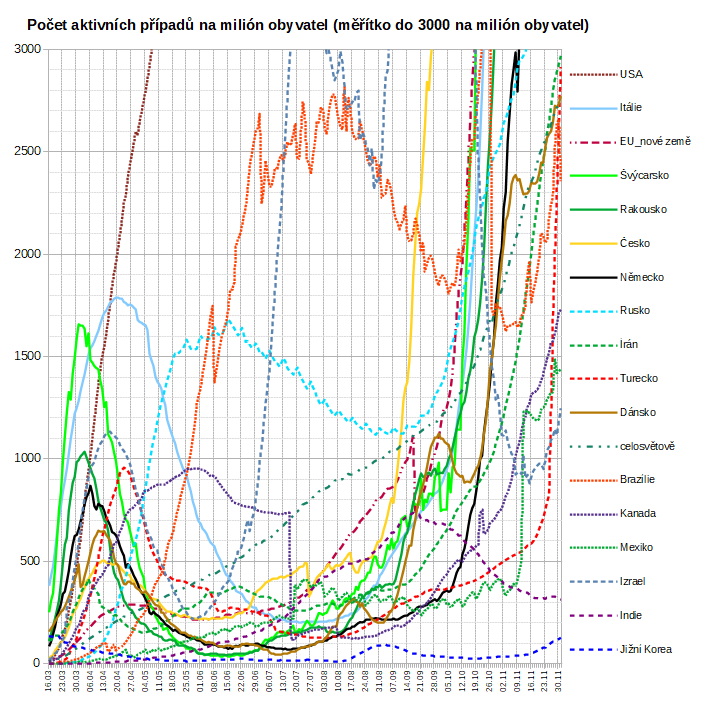 Počet aktivních případů na milión obyvatel (měřítko do 3000 na milión obyvatel)
3000
2500
2000
1500
1000
500
0
16.03 23.03 30.03 06.04 13.04 20.04 27.04 04.05 11.05 18.05 25.05 01.06 08.06 15.06 22.06 29.06 06.07 13.07 20.07 27.07 03.08 10.08 17.08 24.08 31.08 07.09 14.09 21.09 28.09 05.10 12.10 19.10 26.10 02.11 09.11 16.11 23.11 30.11
USA
Itálie
EU_nové země
Švýcarsko
Rakousko
Česko
Německo
Rusko
Irán
Turecko
Dánsko
celosvětově
Brazílie
Kanada
Mexiko
Izrael
Indie
Jižní Korea